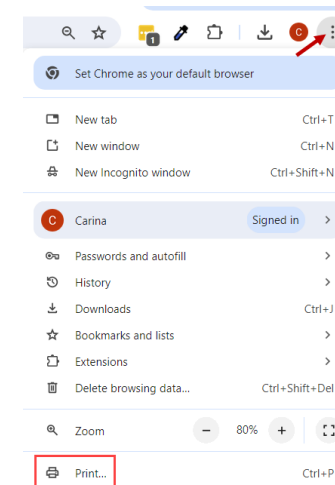 1
C
Set Chrome as your default browser
New tab Ctrl+T
New window Ctrl+N
New Incognito window Ctrl+Shift+N
C Carina Signed in
Passwords and autofill
History
Downloads Ctrl+J
Bookmarks and lists
Extensions
Delete browsing data... Ctrl+Shift+Del
Zoom - 80% +
Print... Ctrl+P